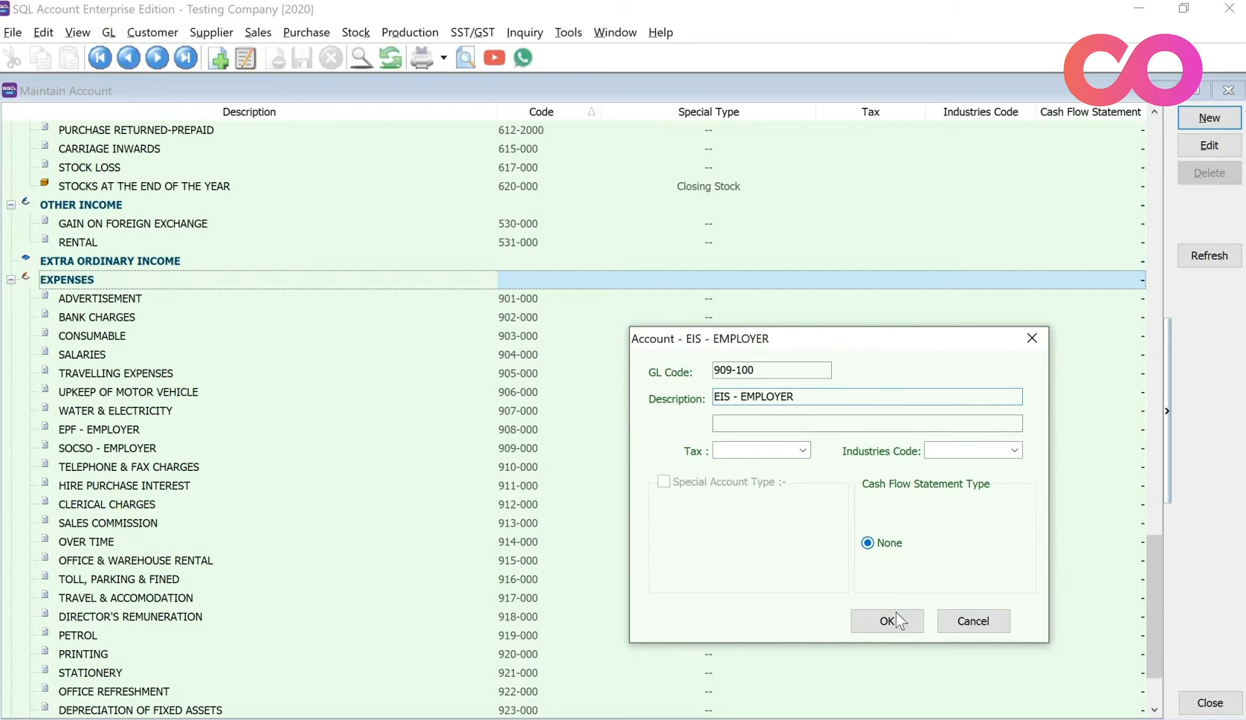 SQL Account Enterprise Edition - Testing Company [2020]
File Edit View GL Customer Supplier Sales Purchase Stock Production SST/GST Inquiry Tools Window Help
Maintain Account
Description Code Special Type Tax Industries Code Cash Flow Statement
PURCHASE RETURNED-PREPAID 612-2000 -- -
CARRIAGE INWARDS 615-000 -- -
STOCK LOSS 617-000 -- -
STOCKS AT THE END OF THE YEAR 620-000 Closing Stock -
OTHER INCOME -
GAIN ON FOREIGN EXCHANGE 530-000 -- -
RENTAL 531-000 -- -
EXTRA ORDINARY INCOME -
EXPENSES -
ADVERTISEMENT 901-000 -- -
BANK CHARGES 902-000 -- -
CONSUMABLE 903-000 -
SALARIES 904-000 -
TRAVELLING EXPENSES 905-000 -
UPKEEP OF MOTOR VEHICLE 906-000 -
WATER & ELECTRICITY 907-000 -
EPF - EMPLOYER 908-000 -
SOCSO - EMPLOYER 909-000 -
TELEPHONE & FAX CHARGES 910-000 -
HIRE PURCHASE INTEREST 911-000 -
CLERICAL CHARGES 912-000 -
SALES COMMISSION 913-000 -
OVER TIME 914-000 -
OFFICE & WAREHOUSE RENTAL 915-000 -
TOLL, PARKING & FINED 916-000 -
TRAVEL & ACCOMODATION 917-000 -
DIRECTOR'S REMUNERATION 918-000 -
PETROL 919-000 -
PRINTING 920-000 -- -
STATIONERY 921-000 -- -
OFFICE REFRESHMENT 922-000 -- -
DEPRECIATION OF FIXED ASSETS 923-000 -- -
Account - EIS - EMPLOYER
GL Code: 909-100
Description: EIS - EMPLOYER
Tax : Industries Code:
Special Account Type :-
Cash Flow Statement Type
None
OK Cancel
New
Edit
Delete
Refresh
Close